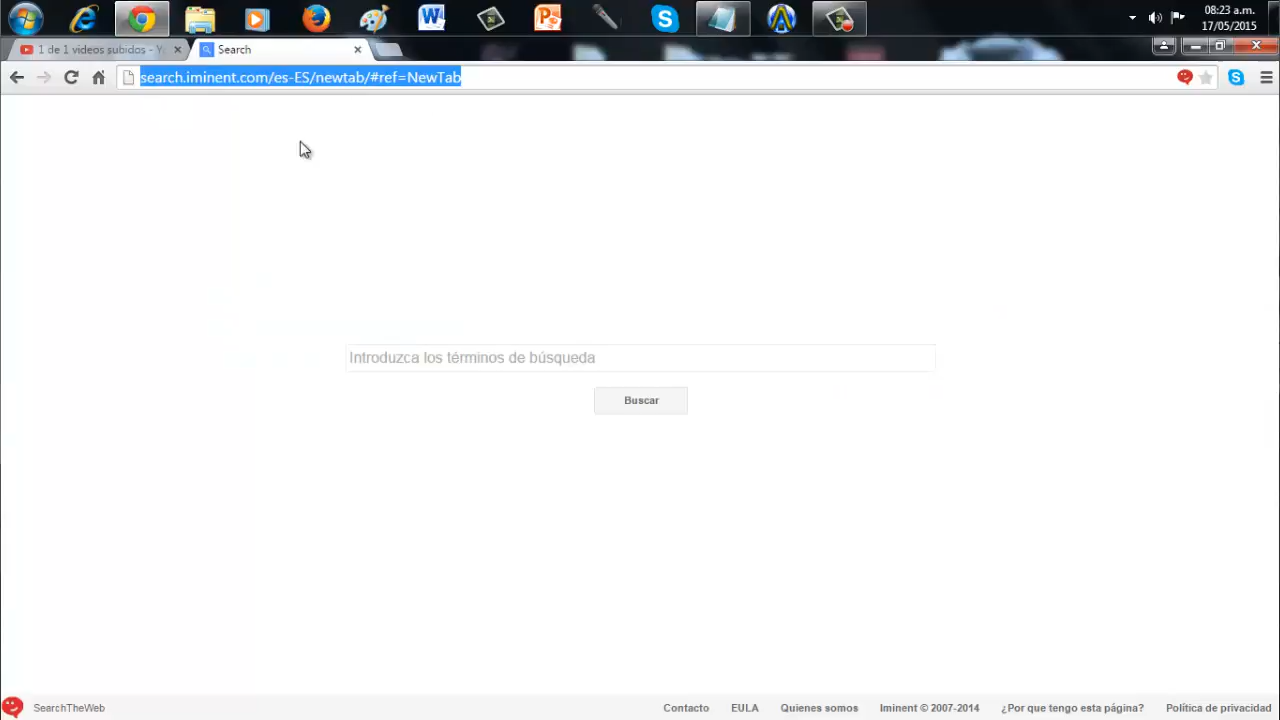 08:23 a.m.
17/05/2015
1 de 1 videos subidos - Y
Search
search.iminent.com/es-ES/newtab/#ref=NewTab
Introduzca los términos de búsqueda
Buscar
SearchTheWeb
Contacto
EULA
Quienes somos
Iminent © 2007-2014
¿Por que tengo esta página?
Política de privacidad